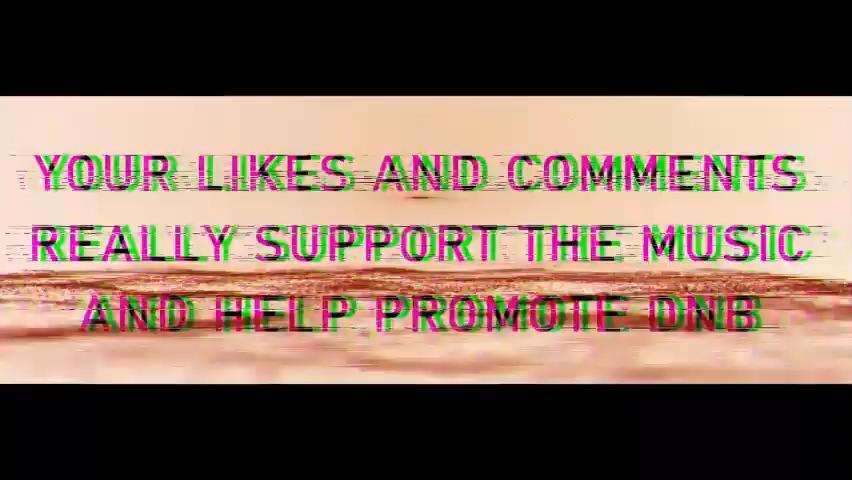 YOUR LIKES AND COMMENTS
REALLY SUPPORT THE MUSIC
AND HELP PROMOTE DNB